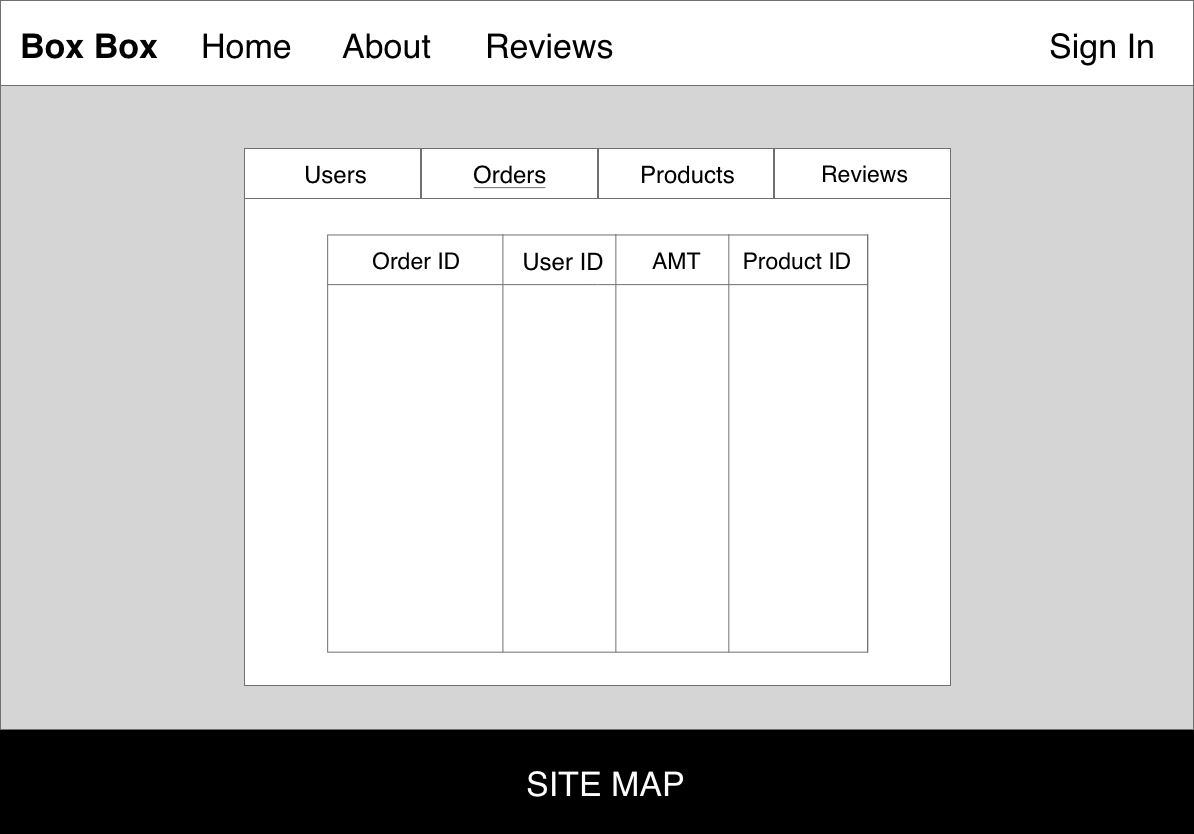 Box Box Home About Reviews Sign In
Users Orders Products Reviews
Order ID User ID AMT Product ID
SITE MAP